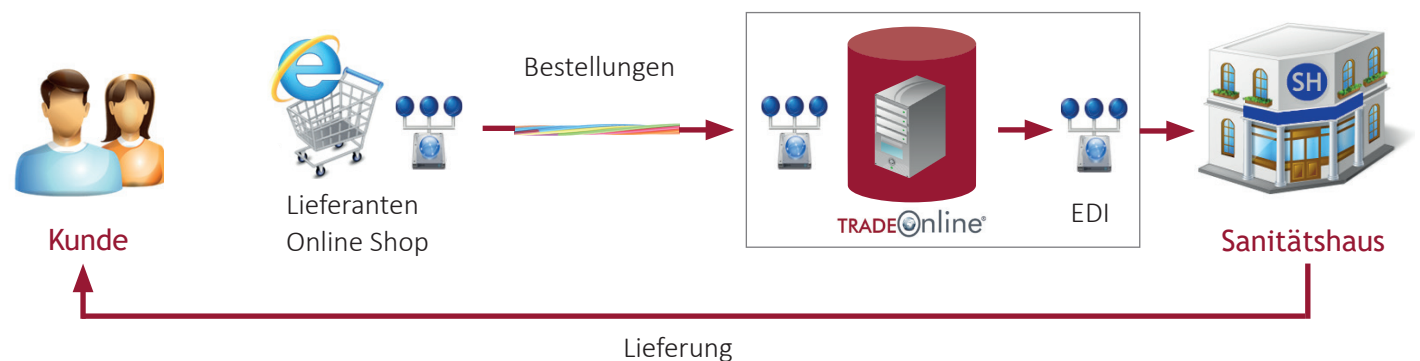 Bestellungen
SH
Lieferanten
Online Shop
TRADEOnline®
EDI
Kunde
Sanitätshaus
Lieferung